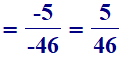 = -5/-46 = 5/46